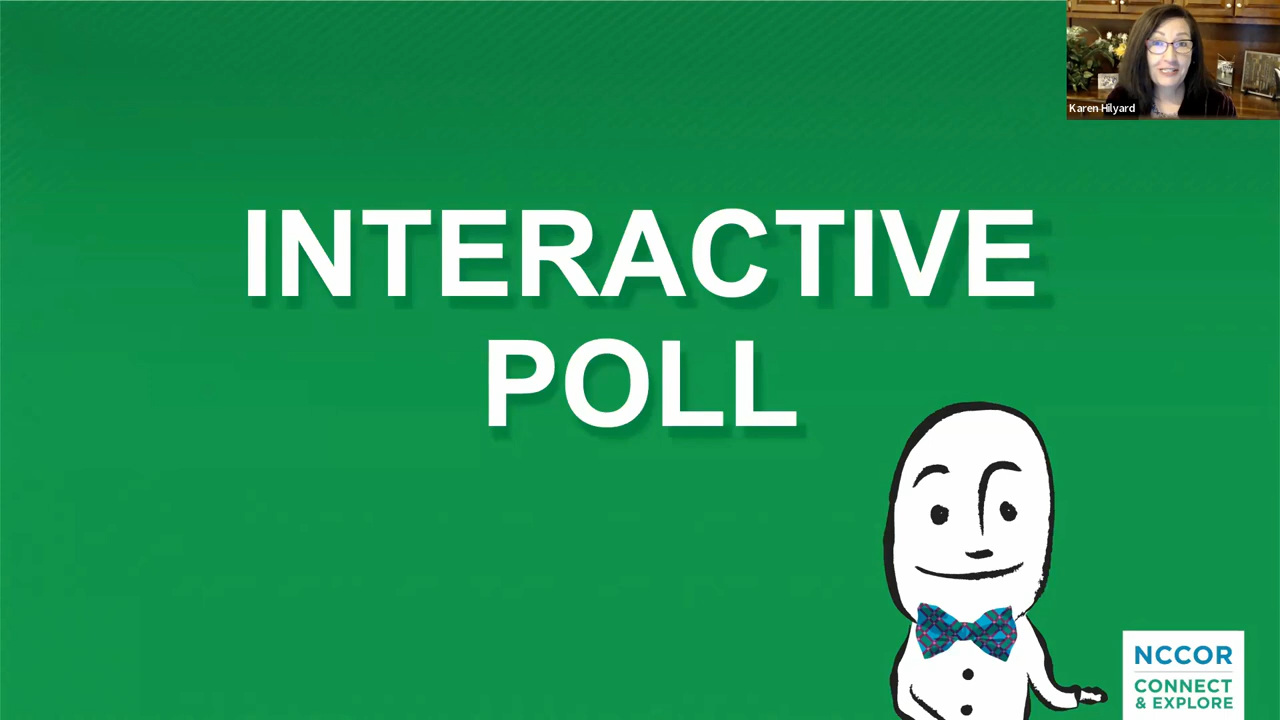 Karen Hilyard
INTERACTIVE
POLL
NCCOR
CONNECT
& EXPLORE